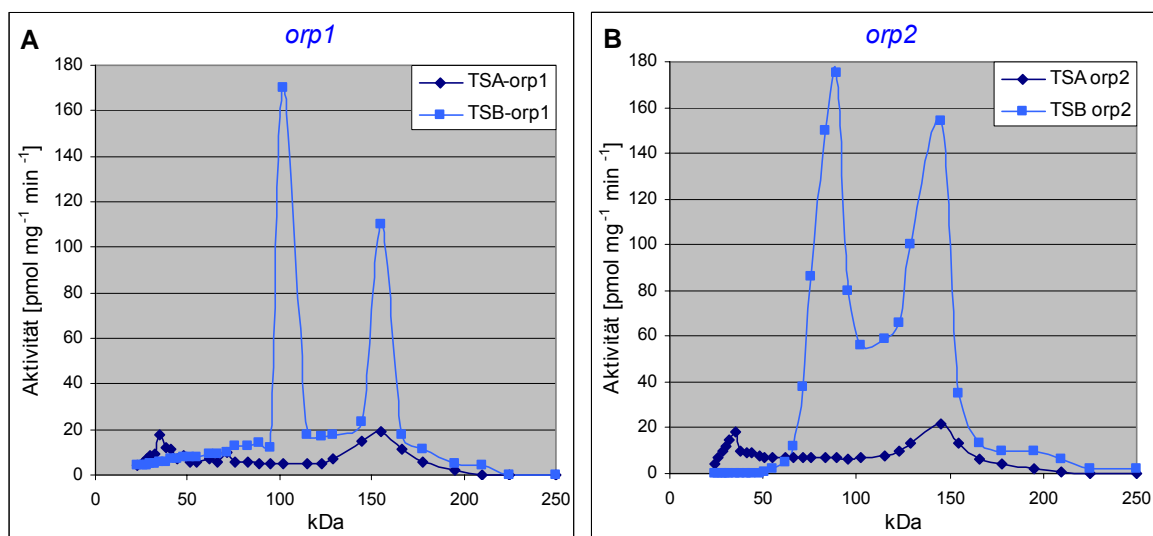 A
orp1
TSA-orp1
TSB-orp1
Aktivität [pmol mg⁻¹ min ⁻¹]
180
160
140
120
100
80
60
40
20
0
0 50 100 150 200 250
kDa
B
orp2
TSA orp2
TSB orp2
Aktivität [pmol mg⁻¹ min ⁻¹]
180
160
140
120
100
80
60
40
20
0
0 50 100 150 200 250
kDa